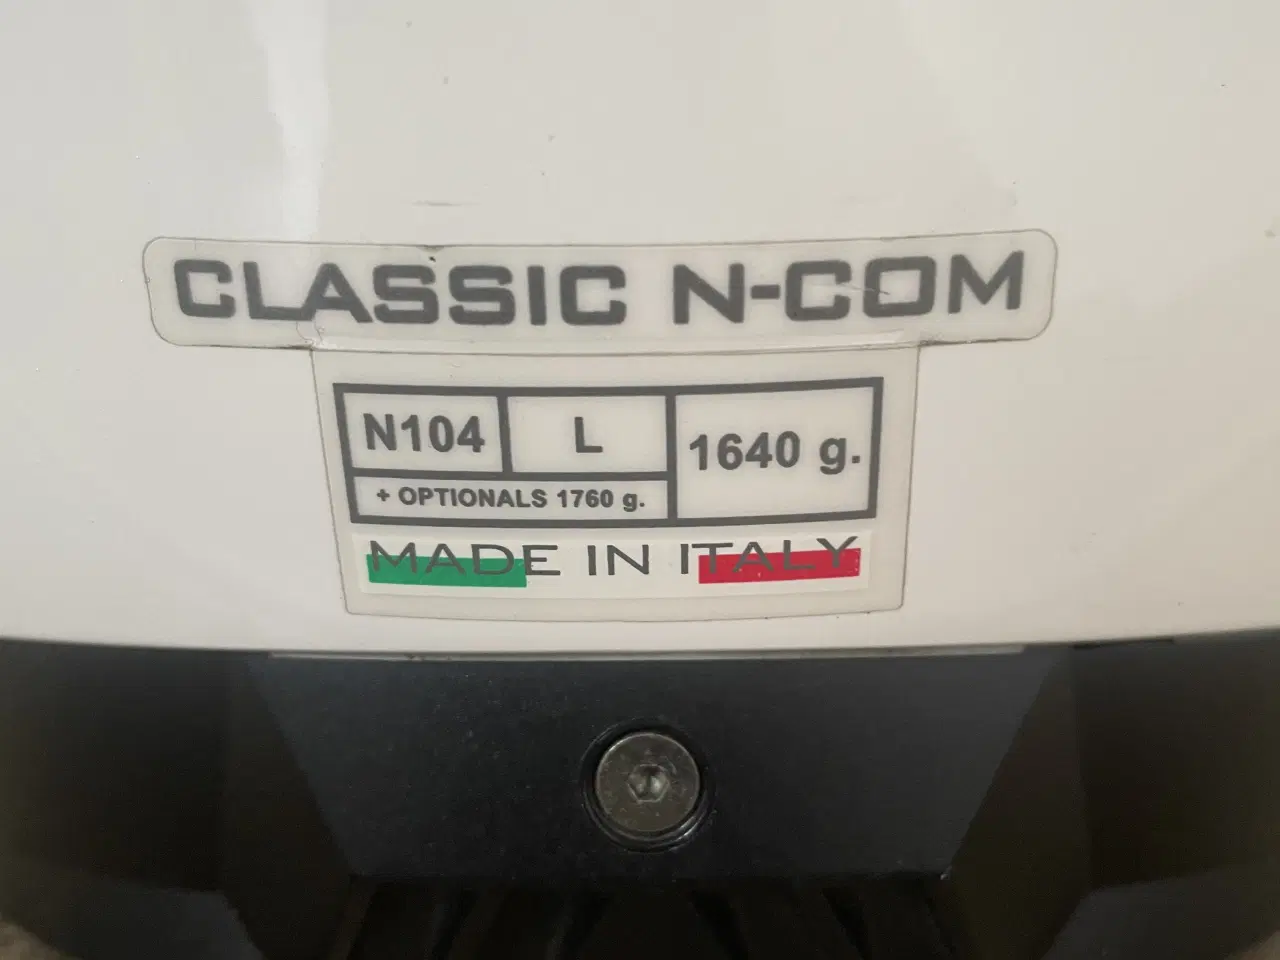 CLASSIC N-COM
N104 L 1640 g.
+ OPTIONALS 1760 g.
MADE IN ITALY